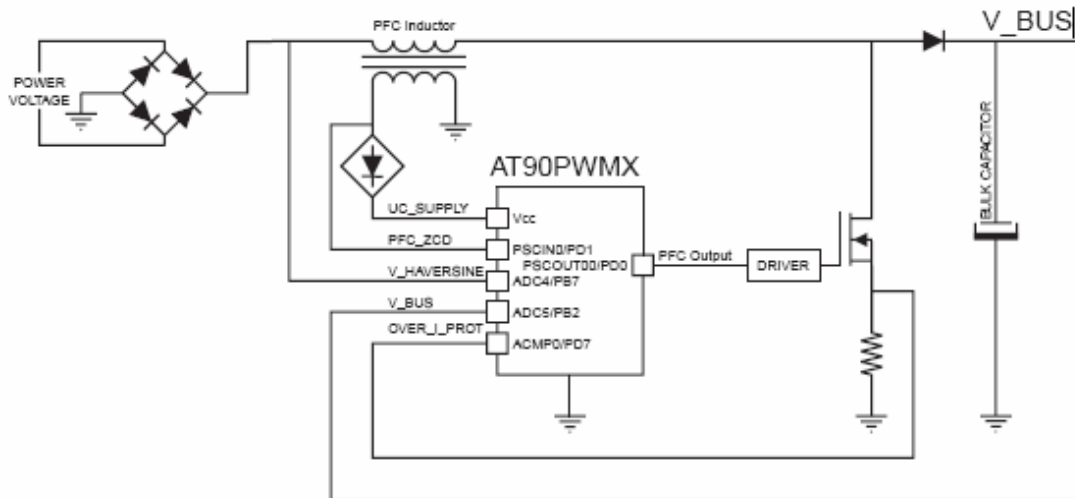 PFC Inductor
V_BUS
POWER
VOLTAGE
AT90PWMX
UC_SUPPLY
Vcc
PFC_ZCD
PSCIN0/PD1
PSCOUT00/PD0
PFC Output
DRIVER
V_HAVERSINE
ADC4/PB7
V_BUS
ADC5/PB2
OVER_I_PROT
ACMP0/PD7
BULK CAPACITOR